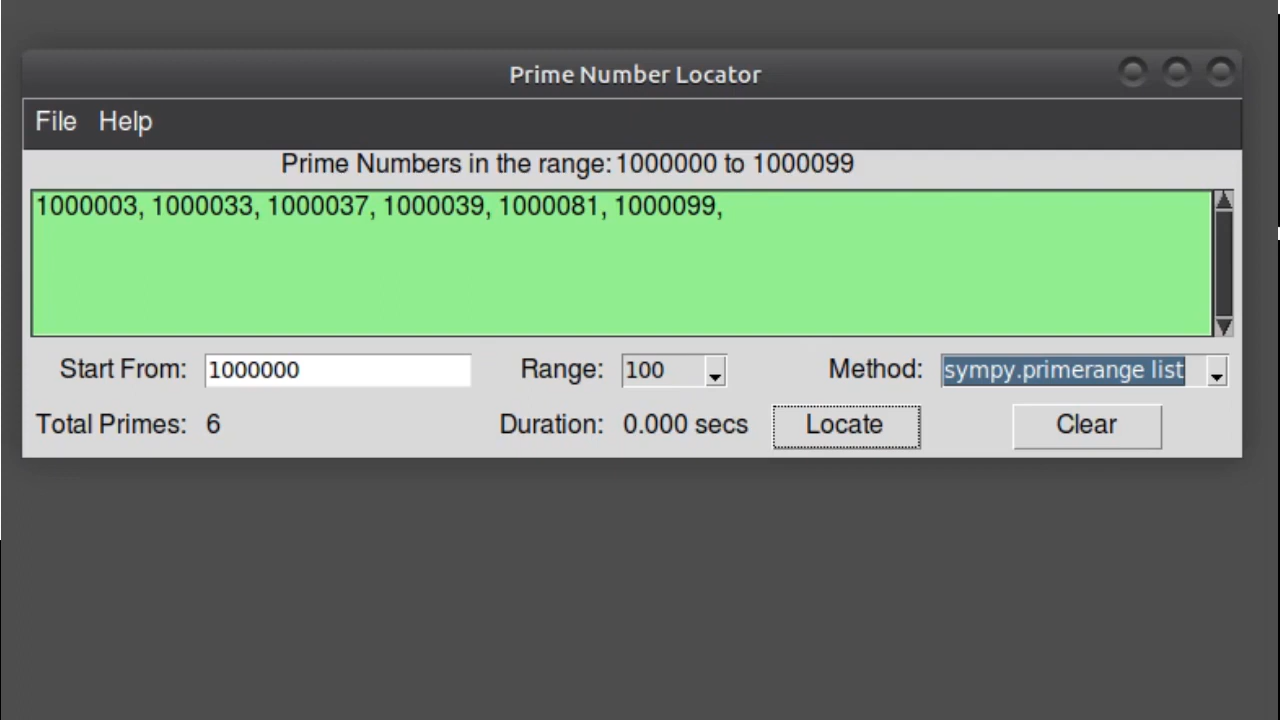 Prime Number Locator
File Help
Prime Numbers in the range: 1000000 to 1000099
1000003, 1000033, 1000037, 1000039, 1000081, 1000099,
Start From: 1000000 Range: 100 Method: sympy.primerange list
Total Primes: 6 Duration: 0.000 secs Locate Clear